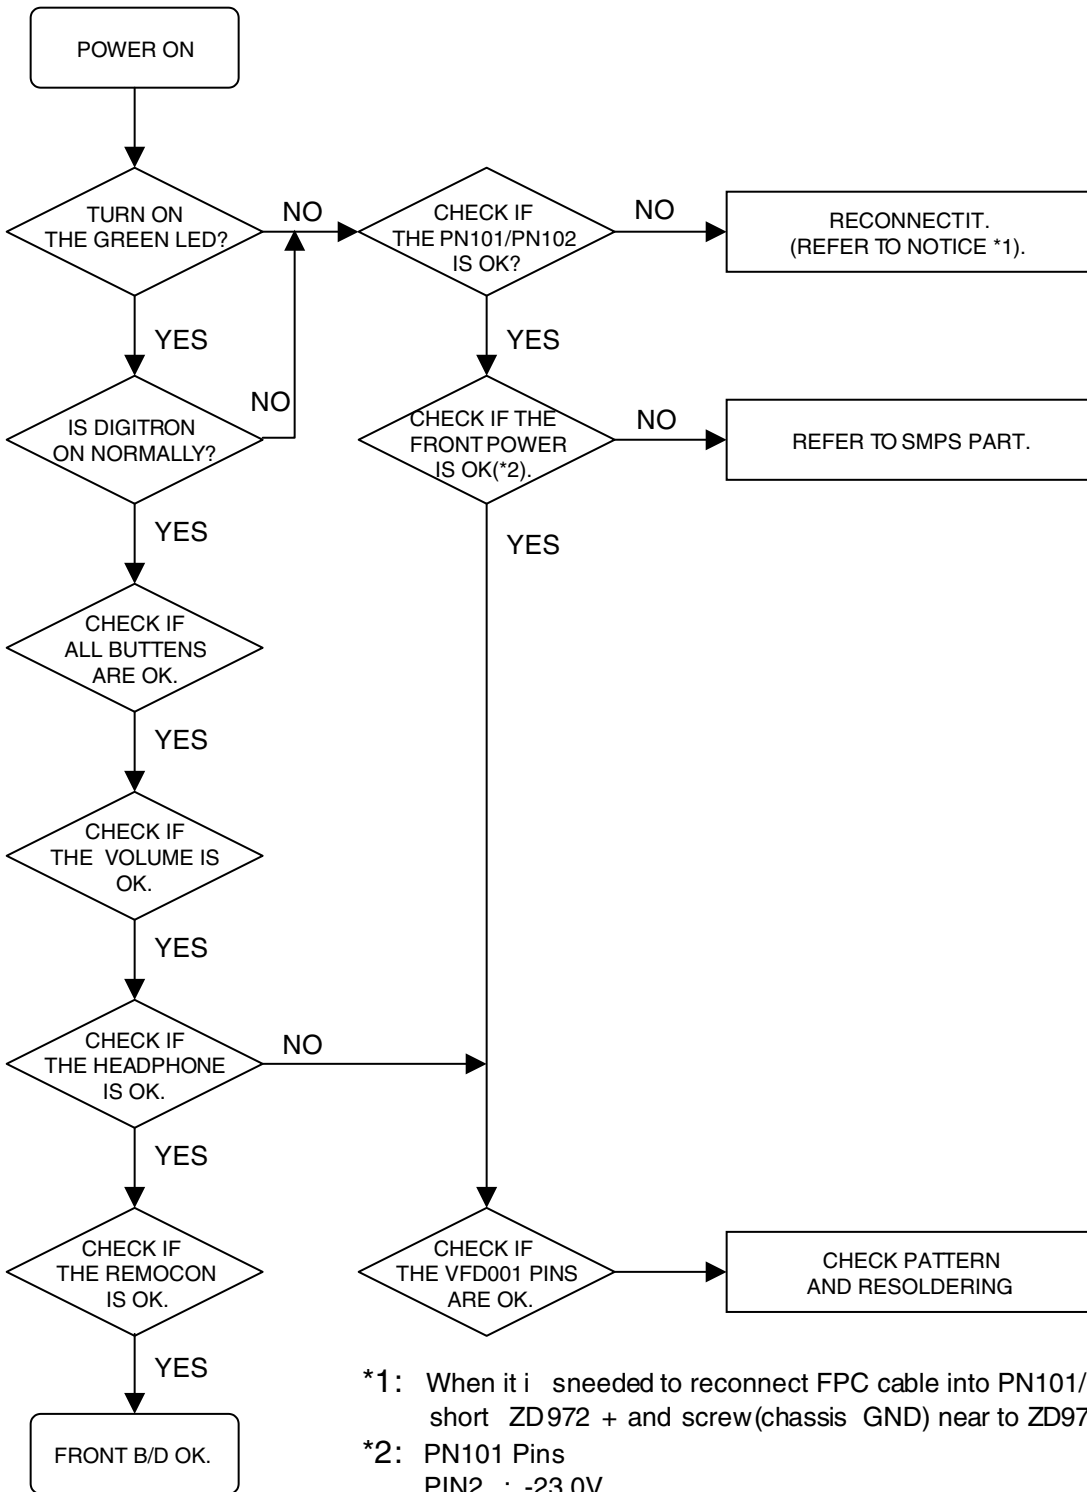 POWER ON
TURN ON
THE GREEN LED?
NO
CHECK IF
THE PN101/PN102
IS OK?
NO
RECONNECTIT.
(REFER TO NOTICE *1).
YES
YES
IS DIGITRON
ON NORMALLY?
NO
CHECK IF THE
FRONT POWER
IS OK(*2).
NO
REFER TO SMPS PART.
YES
YES
CHECK IF
ALL BUTTENS
ARE OK.
YES
CHECK IF
THE VOLUME IS
OK.
YES
CHECK IF
THE HEADPHONE
IS OK.
NO
YES
CHECK IF
THE REMOCON
IS OK.
CHECK IF
THE VFD001 PINS
ARE OK.
CHECK PATTERN
AND RESOLDERING
YES
FRONT B/D OK.
*1: When it i sneeded to reconnect FPC cable into PN101/
short ZD972 + and screw(chassis GND) near to ZD97
*2: PN101 Pins
PIN2 : -23.0V